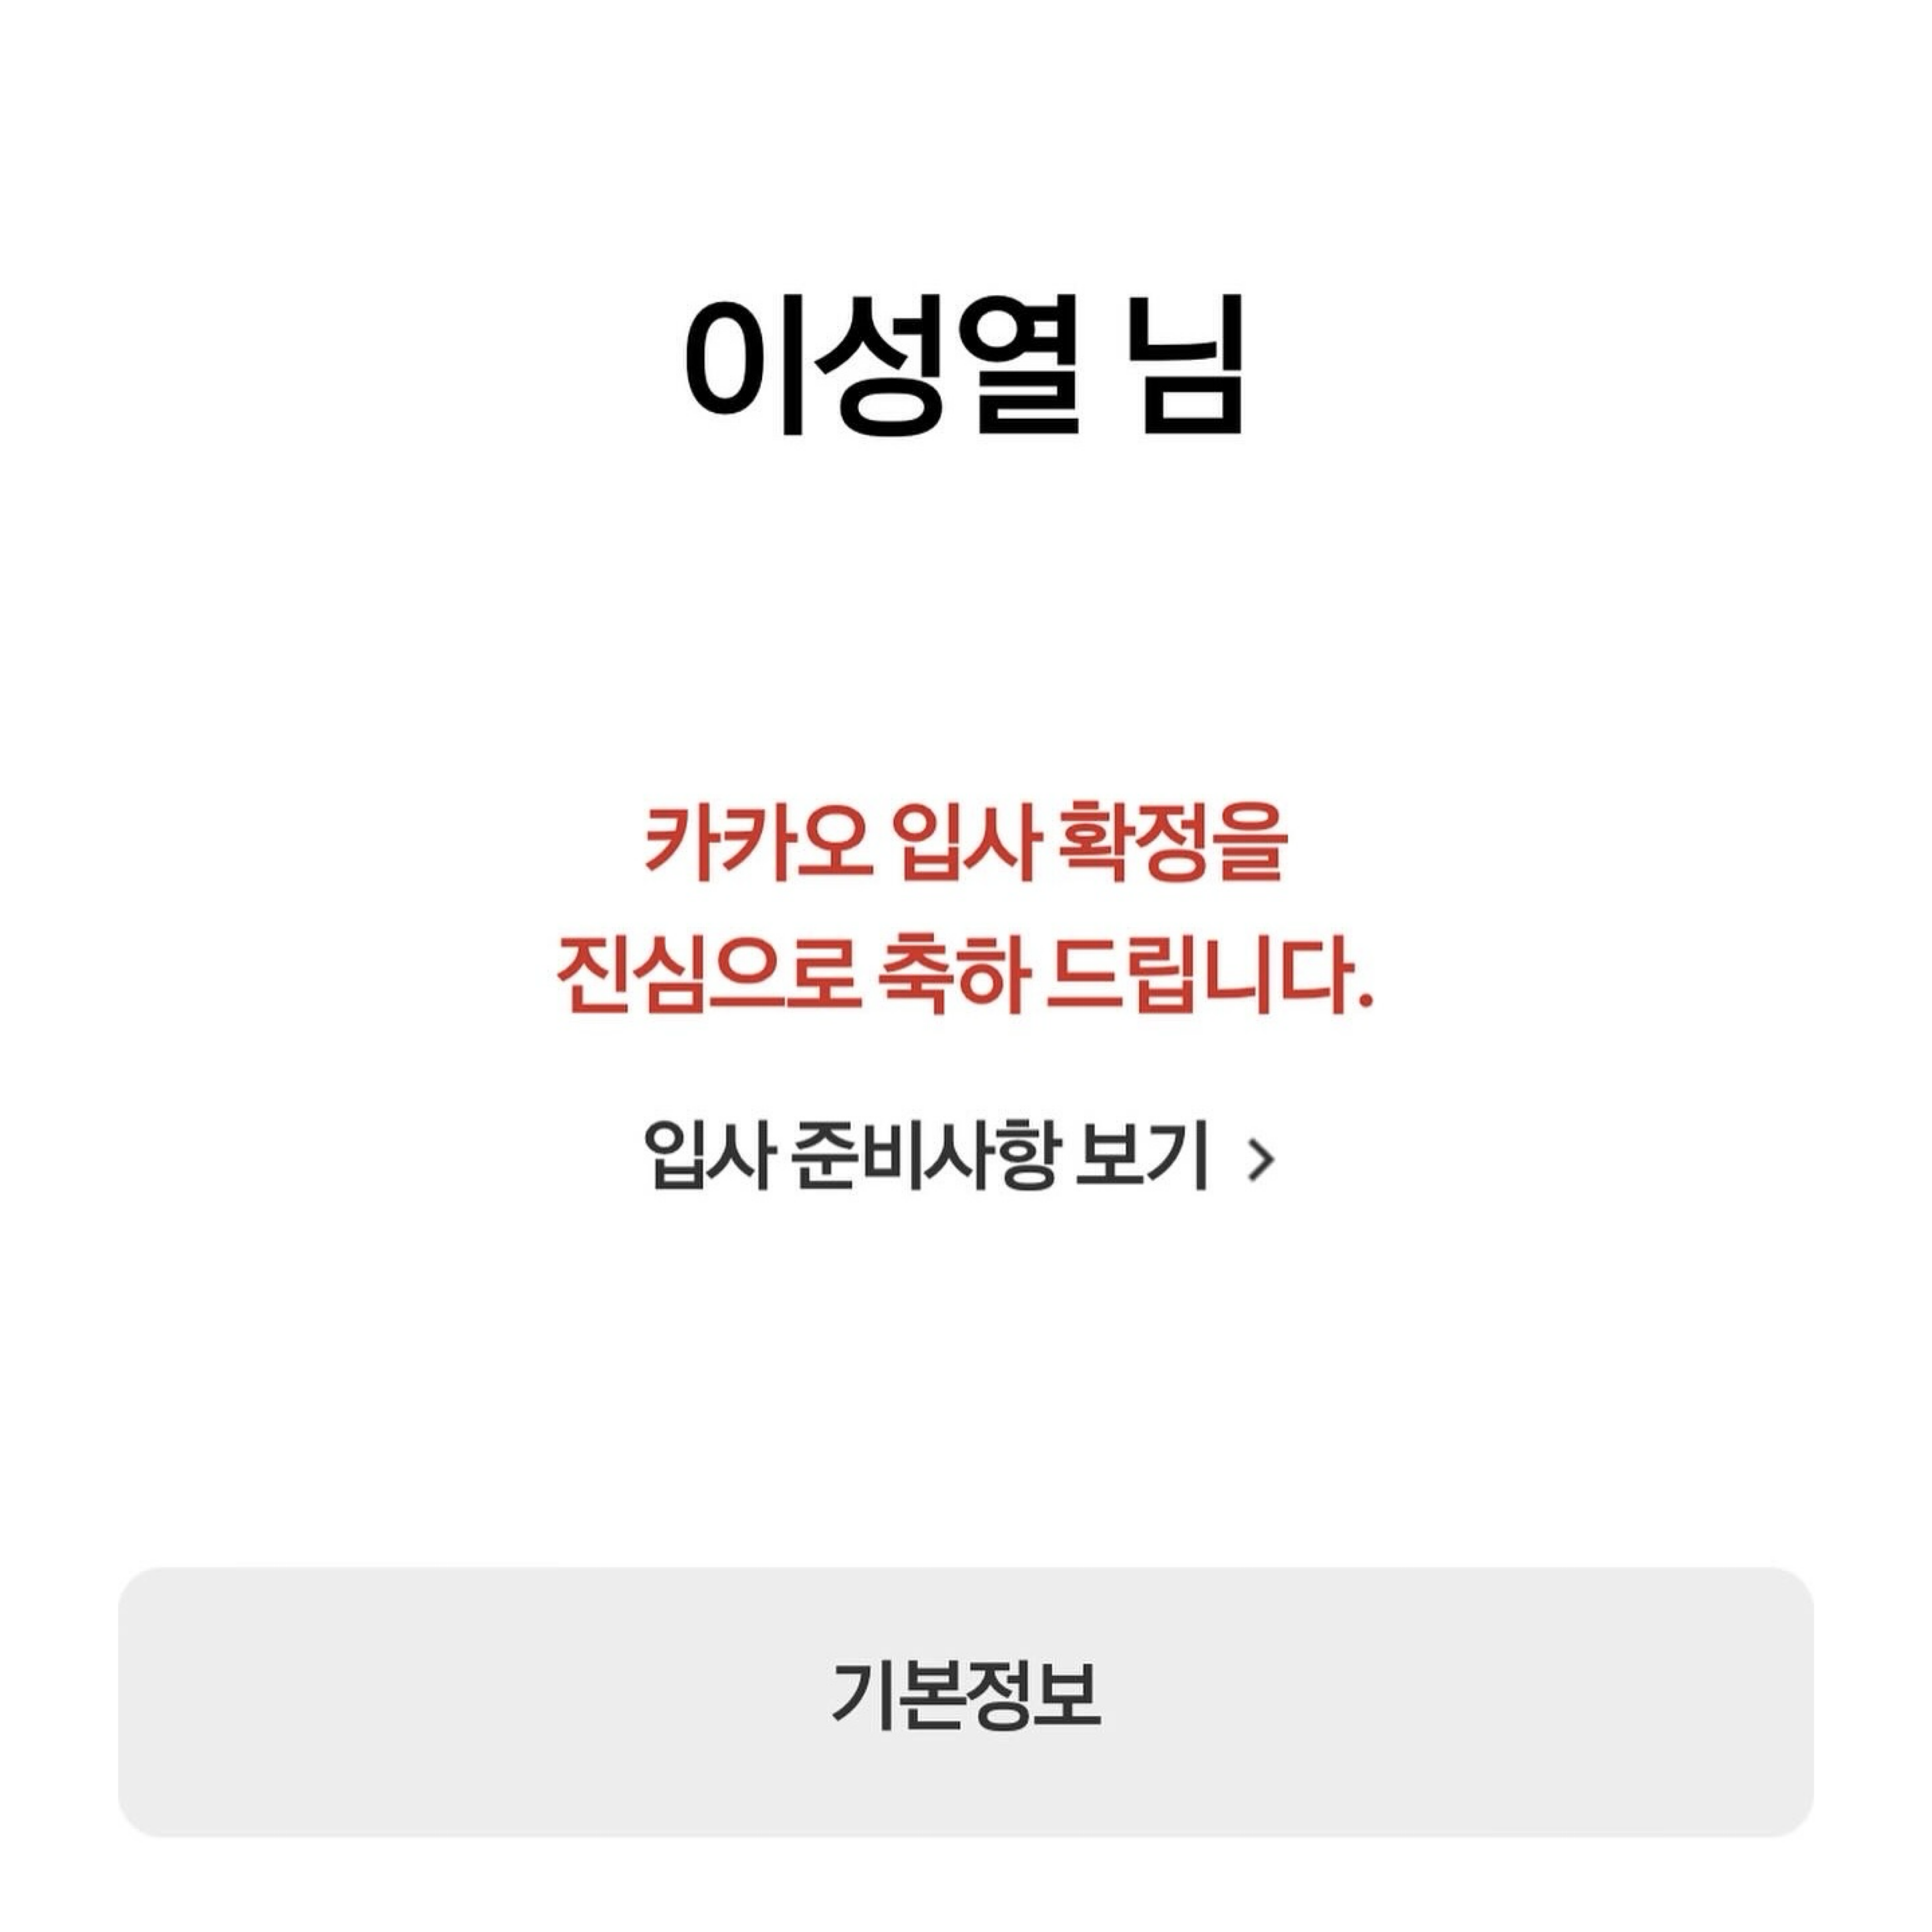 이성열 님
카카오 입사 확정을
진심으로 축하 드립니다.
입사 준비사항 보기 >
기본정보